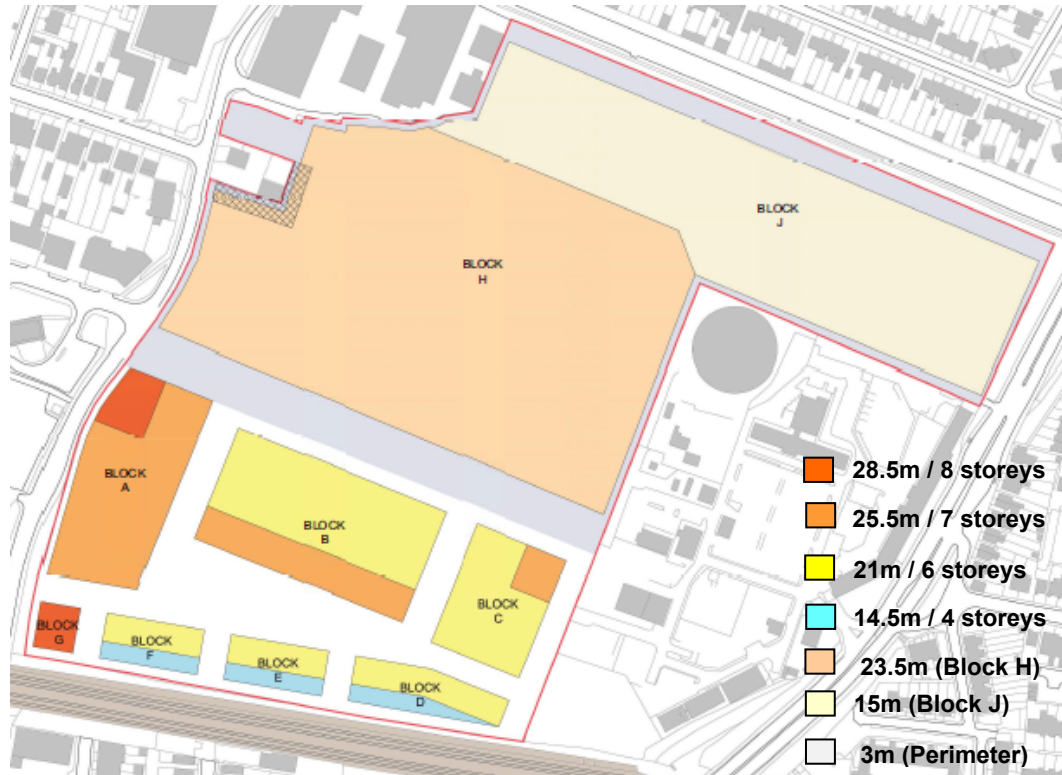 BLOCK
J
BLOCK
H
BLOCK
A
BLOCK
B
BLOCK
C
BLOCK
G
BLOCK
F
BLOCK
E
BLOCK
D
28.5m / 8 storeys
25.5m / 7 storeys
21m / 6 storeys
14.5m / 4 storeys
23.5m (Block H)
15m (Block J)
3m (Perimeter)